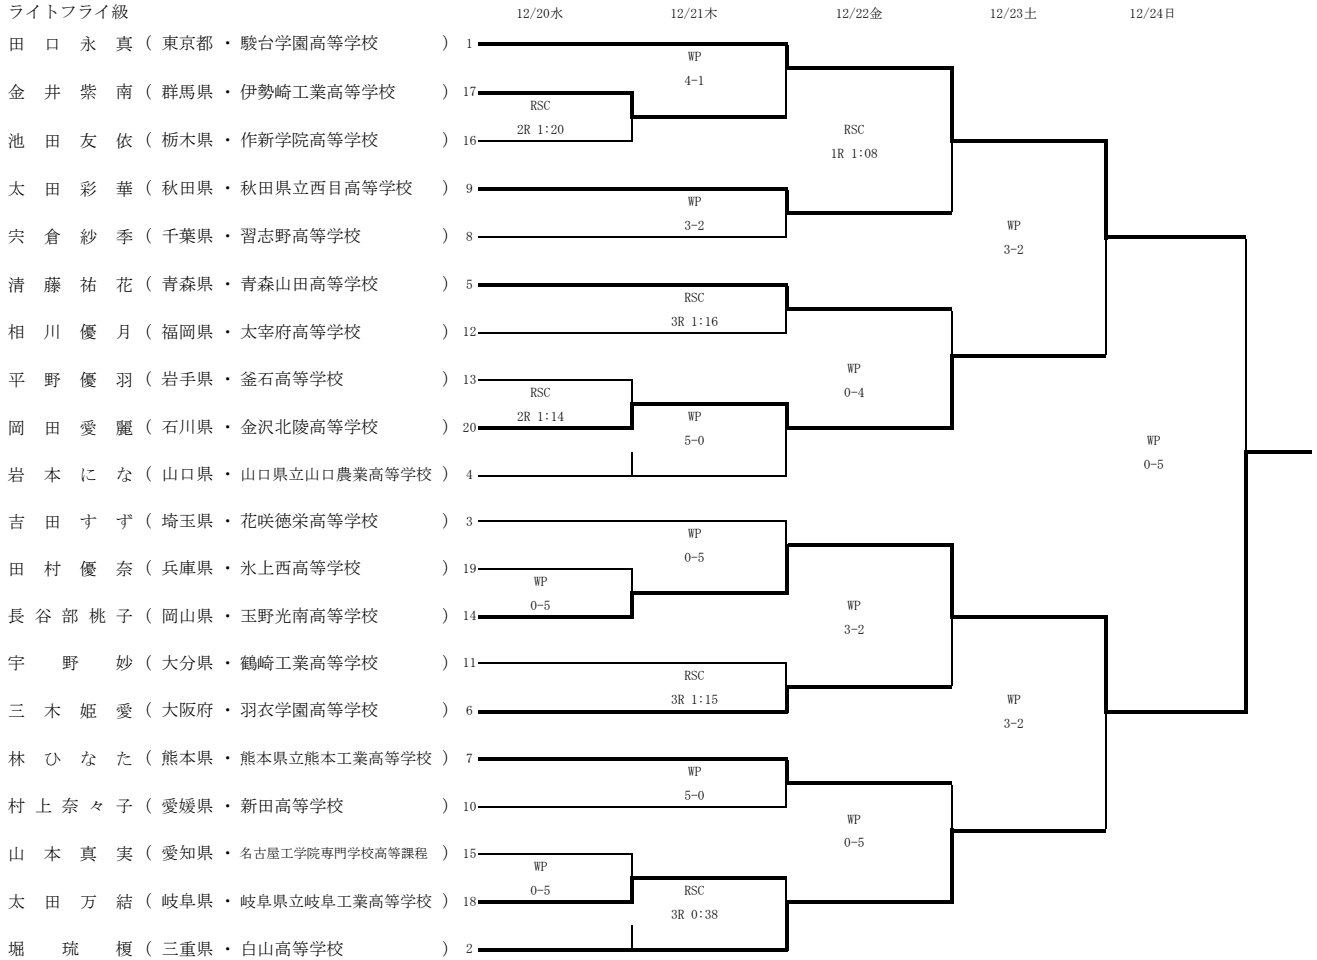 ライトフライ級 12/20水 12/21木 12/22金 12/23土 12/24日
田口永真 ( 東京都 ・ 駿台学園高等学校 ) 1
WP
4-1
金井紫南 ( 群馬県 ・ 伊勢崎工業高等学校 ) 17
RSC
2R 1:20
池田友依 ( 栃木県 ・ 作新学院高等学校 ) 16
RSC
1R 1:08
太田彩華 ( 秋田県 ・ 秋田県立西目高等学校 ) 9
WP
3-2
宍倉紗季 ( 千葉県 ・ 習志野高等学校 ) 8
WP
3-2
清藤祐花 ( 青森県 ・ 青森山田高等学校 ) 5
RSC
3R 1:16
相川優月 ( 福岡県 ・ 太宰府高等学校 ) 12
平野優羽 ( 岩手県 ・ 釜石高等学校 ) 13
WP
0-4
RSC
2R 1:14
岡田愛麗 ( 石川県 ・ 金沢北陵高等学校 ) 20
WP
5-0
WP
0-5
岩本にな ( 山口県 ・ 山口県立山口農業高等学校 ) 4
吉田すず ( 埼玉県 ・ 花咲徳栄高等学校 ) 3
WP
0-5
田村優奈 ( 兵庫県 ・ 氷上西高等学校 ) 19
WP
0-5
長谷部桃子 ( 岡山県 ・ 玉野光南高等学校 ) 14
WP
3-2
宇野妙 ( 大分県 ・ 鶴崎工業高等学校 ) 11
RSC
3R 1:15
三木姫愛 ( 大阪府 ・ 羽衣学園高等学校 ) 6
WP
3-2
林ひなた ( 熊本県 ・ 熊本県立熊本工業高等学校 ) 7
WP
5-0
村上奈々子 ( 愛媛県 ・ 新田高等学校 ) 10
WP
0-5
山本真実 ( 愛知県 ・ 名古屋工学院専門学校高等課程 ) 15
WP
0-5
太田万結 ( 岐阜県 ・ 岐阜県立岐阜工業高等学校 ) 18
RSC
3R 0:38
堀琉榎 ( 三重県 ・ 白山高等学校 ) 2